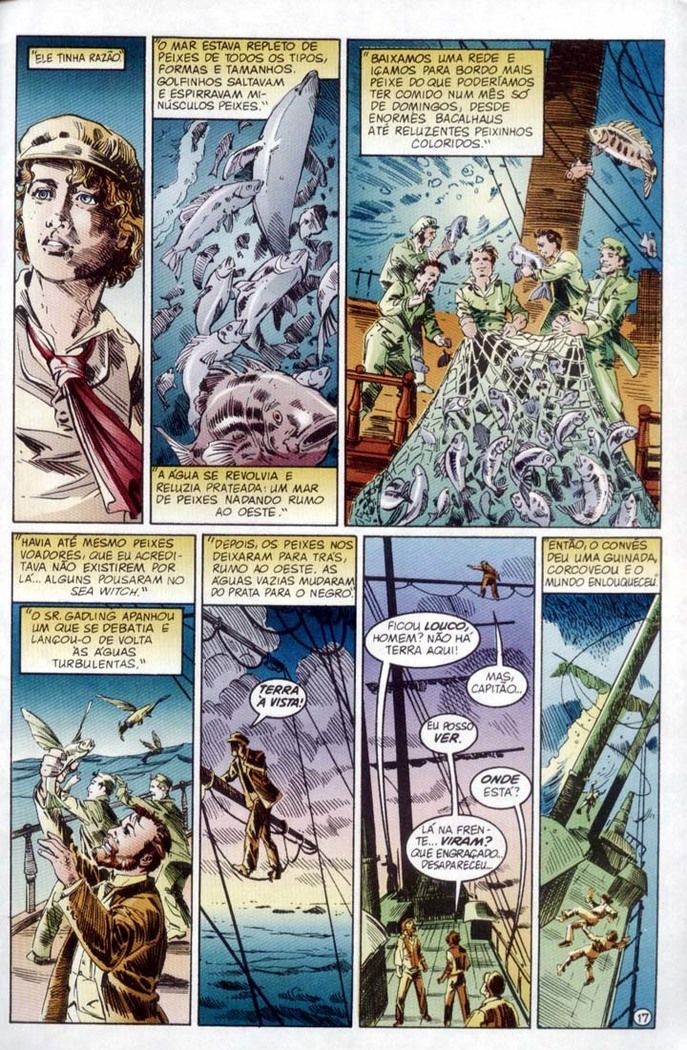 "ELE TINHA RAZÃO."
"O MAR ESTAVA REPLETO DE
PEIXES DE TODOS OS TIPOS,
FORMAS E TAMANHOS.
GOLFINHOS SALTAVAM
E ESPIRRAVAM MI-
NÚSCULOS PEIXES."
"A ÁGUA SE REVOLVIA E
RELUZIA PRATEADA: UM MAR
DE PEIXES NADANDO RUMO
AO OESTE."
"BAIXAMOS UMA REDE E
IÇAMOS PARA BORDO MAIS
PEIXE DO QUE PODERÍAMOS
TER COMIDO NUM MÊS SÓ
DE DOMINGOS, DESDE
ENORMES BACALHAUS
ATÉ RELUZENTES PEIXINHOS
COLORIDOS."
"HAVIA ATÉ MESMO PEIXES
VOADORES, QUE EU ACREDI-
TAVA NÃO EXISTIREM POR
LÁ... ALGUNS POUSARAM NO
SEA WITCH."
"O SR. GADLING APANHOU
UM QUE SE DEBATIA E
LANÇOU-O DE VOLTA
ÀS ÁGUAS
TURBULENTAS."
"DEPOIS, OS PEIXES NOS
DEIXARAM PARA TRÁS,
RUMO AO OESTE. AS
ÁGUAS VAZIAS MUDARAM
DO PRATA PARA O NEGRO."
TERRA
À VISTA!
FICOU LOUCO,
HOMEM? NÃO HÁ
TERRA AQUI!
MAS,
CAPITÃO...
EU POSSO
VER.
ONDE
ESTÁ?
LÁ NA FREN-
TE... VIRAM?
QUE ENGRAÇADO...
DESAPARECEU...
"ENTÃO, O CONVÉS
DEU UMA GUINADA,
CORCOVEOU E O
MUNDO ENLOUQUECEU.
17